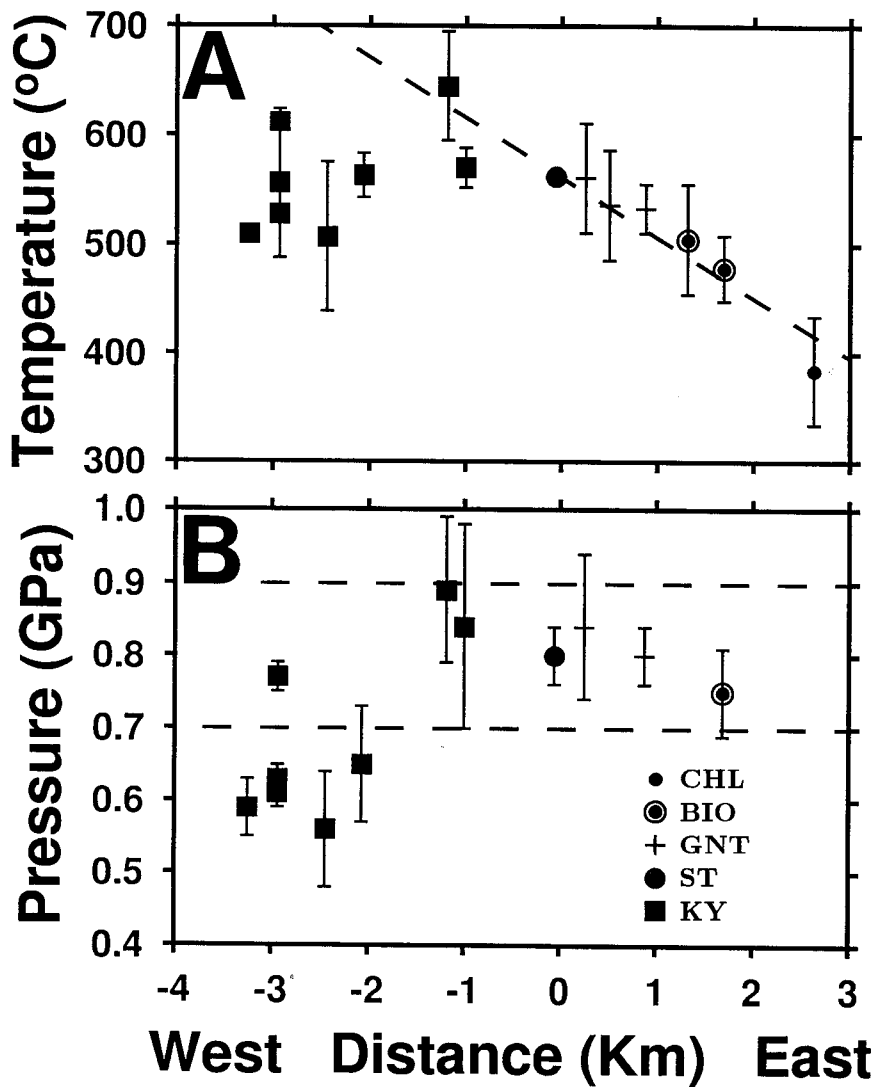 A
Temperature (ºC)
700
600
500
400
300
B
Pressure (GPa)
1.0
0.9
0.8
0.7
0.6
0.5
0.4
CHL
BIO
GNT
ST
KY
-4 -3 -2 -1 0 1 2 3
West Distance (Km) East